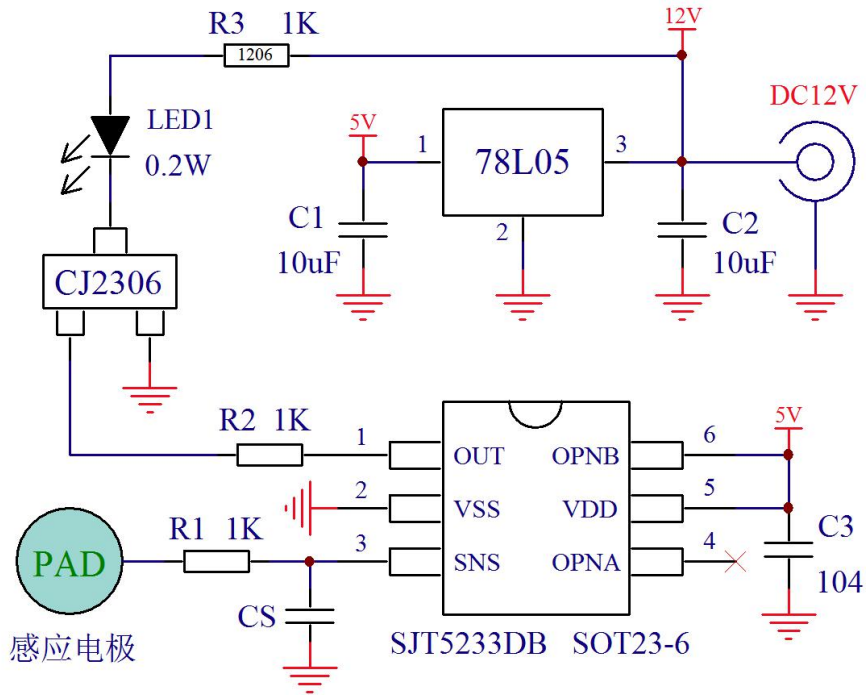 R3 1K
12V
1206
DC12V
LED1
0.2W
5V
1
78L05
3
2
C1
10uF
C2
10uF
CJ2306
R2 1K
1
OUT
OPNB
6
5V
2
VSS
VDD
5
R1 1K
3
SNS
OPNA
4
C3
104
PAD
CS
感应电极
SJT5233DB SOT23-6